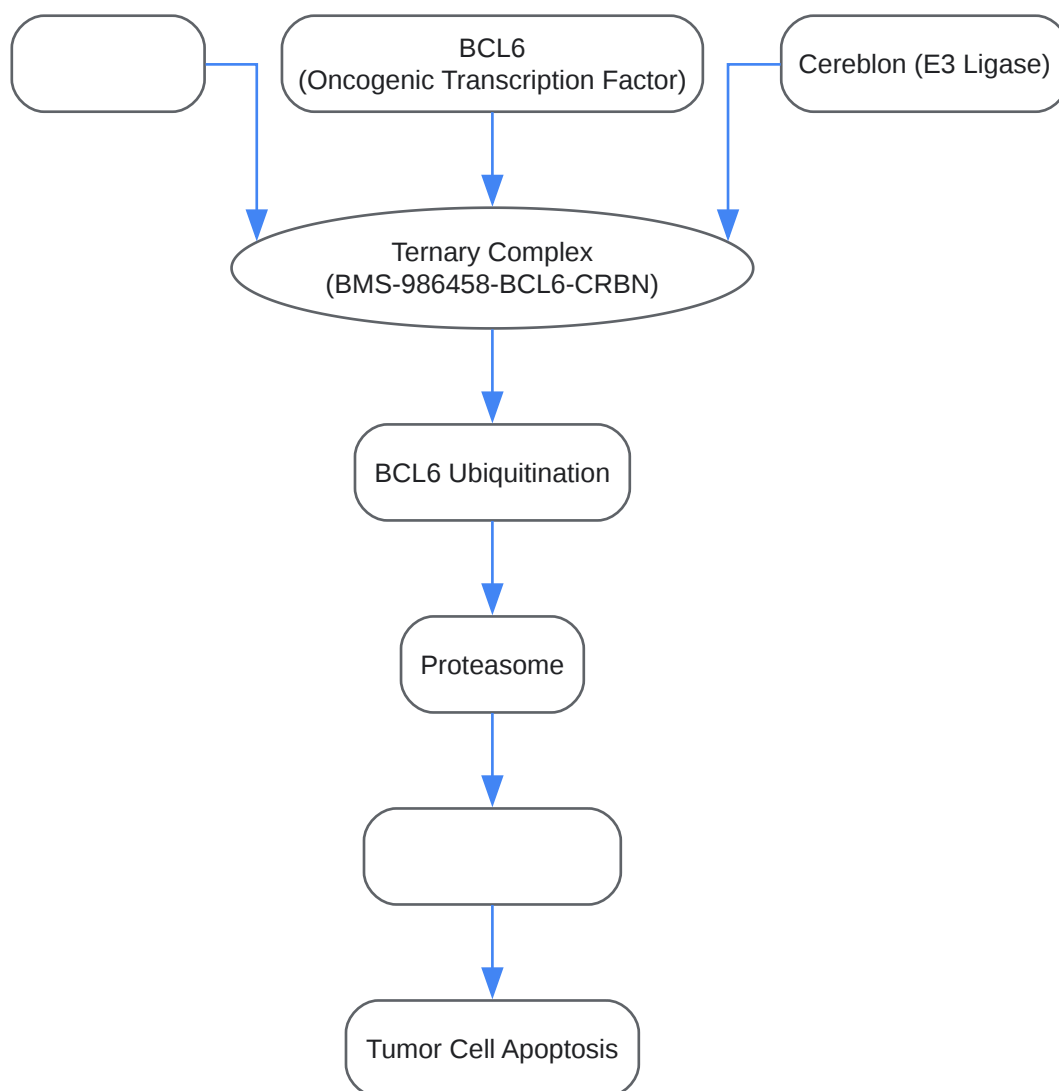 BCL6
(Oncogenic Transcription Factor)
Cereblon (E3 Ligase)
Ternary Complex
(BMS-986458-BCL6-CRBN)
BCL6 Ubiquitination
Proteasome
Tumor Cell Apoptosis